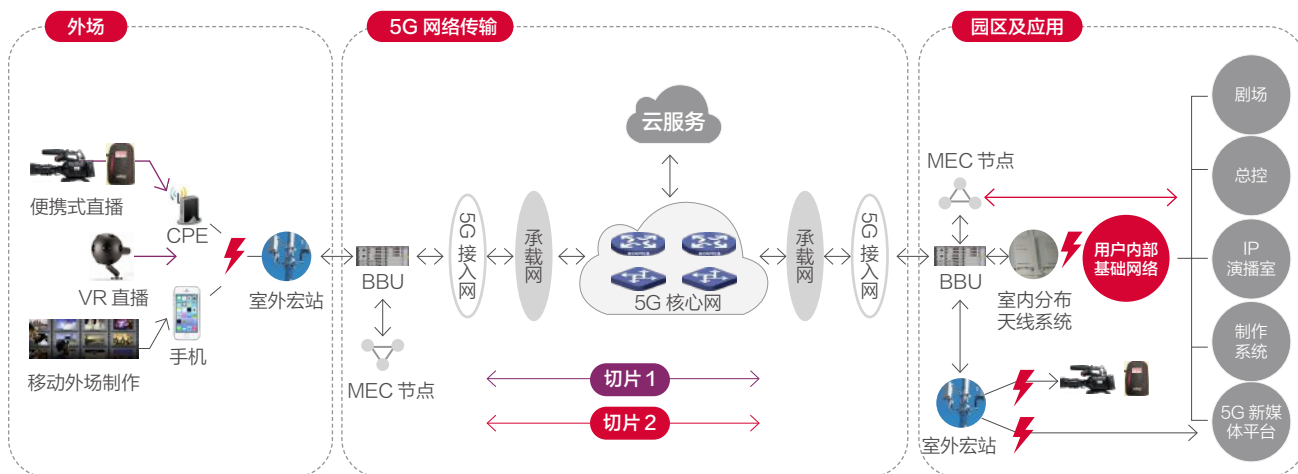 外场
便携式直播
CPE
VR 直播
手机
移动外场制作
室外宏站
5G 网络传输
云服务
BBU
MEC 节点
5G 接入网
承载网
5G 核心网
承载网
5G 接入网
切片 1
切片 2
园区及应用
MEC 节点
BBU
室内分布
天线系统
用户内部
基础网络
室外宏站
剧场
总控
IP
演播室
制作
系统
5G 新媒
体平台